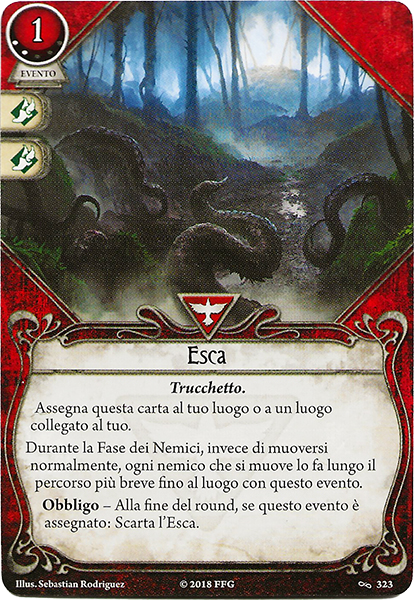 1
EVENTO
Esca
Trucchetto.
Assegna questa carta al tuo luogo o a un luogo
collegato al tuo.
Durante la Fase dei Nemici, invece di muoversi
normalmente, ogni nemico che si muove lo fa lungo il
percorso più breve fino al luogo con questo evento.
Obbligo – Alla fine del round, se questo evento è
assegnato: Scarta l'Esca.
Illus. Sebastian Rodriguez © 2018 FFG 323